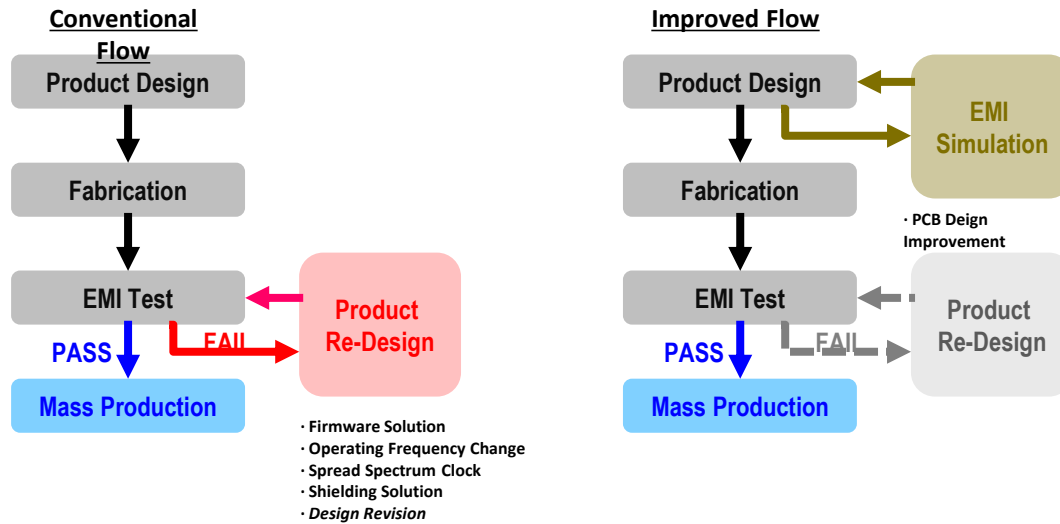 Conventional
Flow
Product Design
Fabrication
EMI Test
PASS
FAIL
Mass Production
Product
Re-Design
· Firmware Solution
· Operating Frequency Change
· Spread Spectrum Clock
· Shielding Solution
· Design Revision
Improved Flow
Product Design
EMI
Simulation
Fabrication
· PCB Deign
Improvement
EMI Test
PASS
FAIL
Mass Production
Product
Re-Design